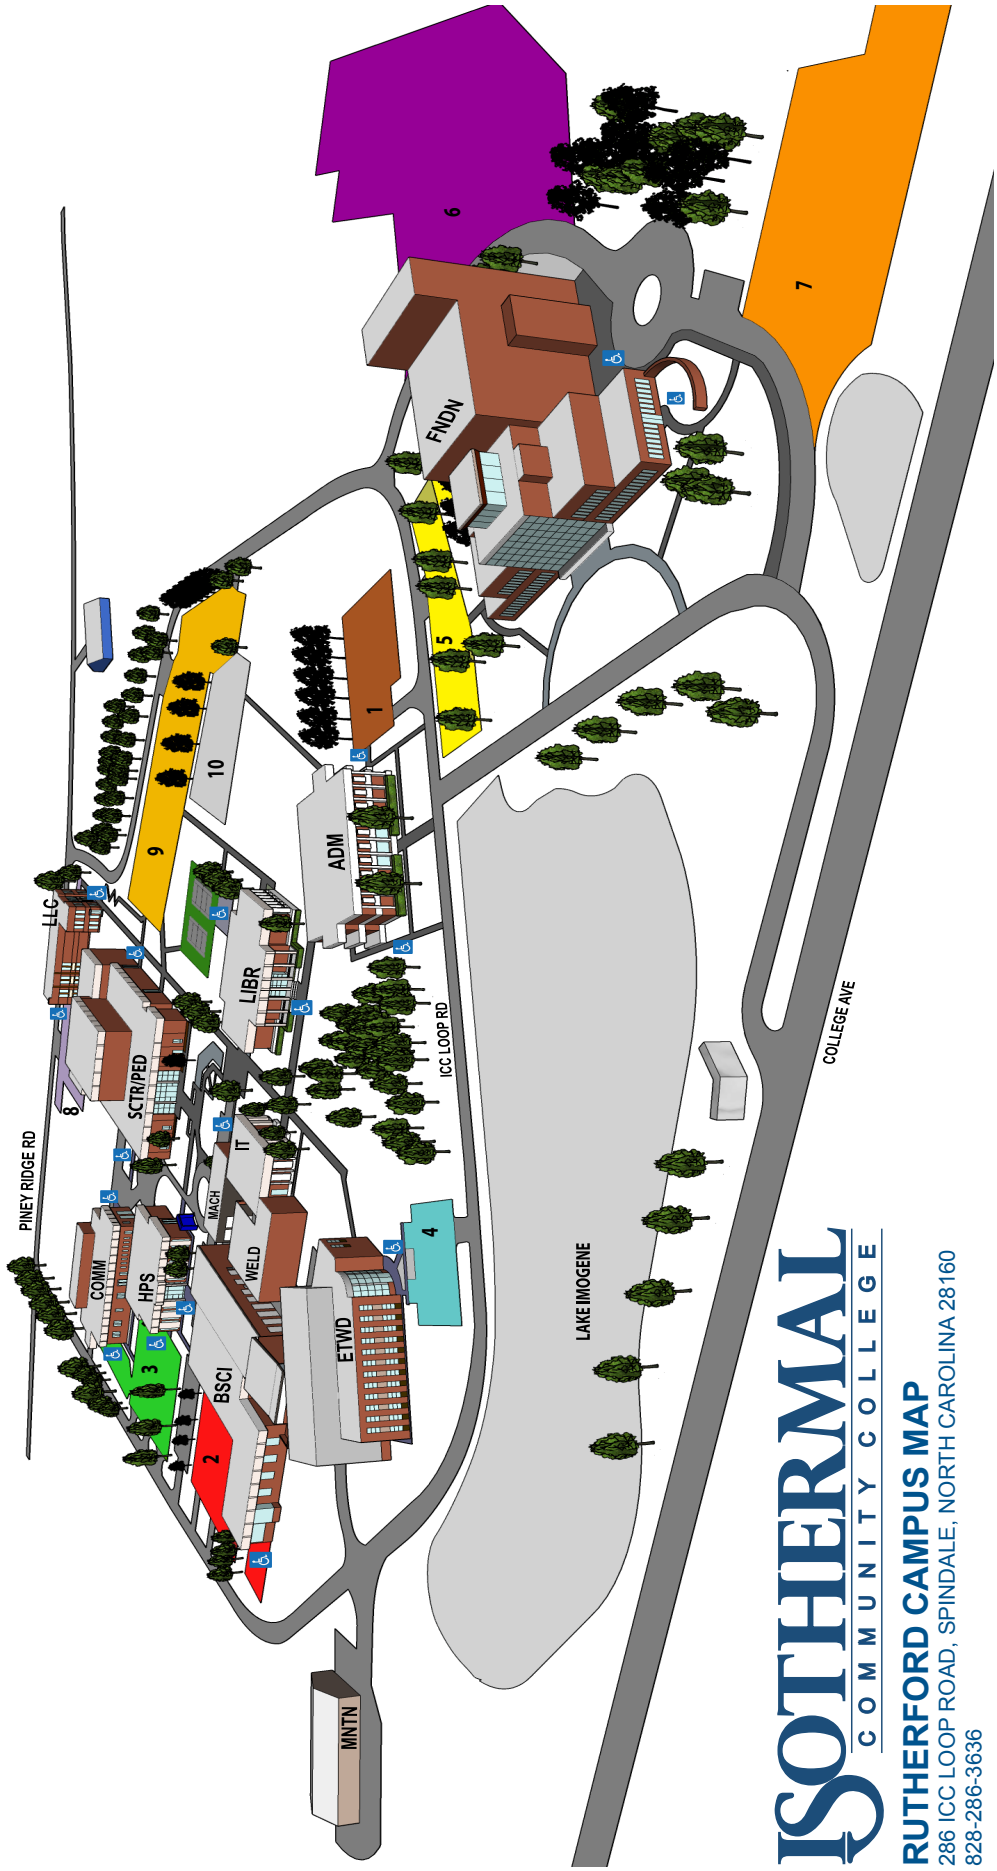 PINEY RIDGE RD
LLC
8
SCTR/PED
COMM
HPS
3
MACH
IT
WELD
BSCI
2
ETWD
4
MNTN
LIBR
9
10
ADM
1
5
FNDN
6
7
ICC LOOP RD
COLLEGE AVE
LAKE IMOGENE
ISOTHERMAL
COMMUNITY COLLEGE
RUTHERFORD CAMPUS MAP
286 ICC LOOP ROAD, SPINDALE, NORTH CAROLINA 28160
828-286-3636